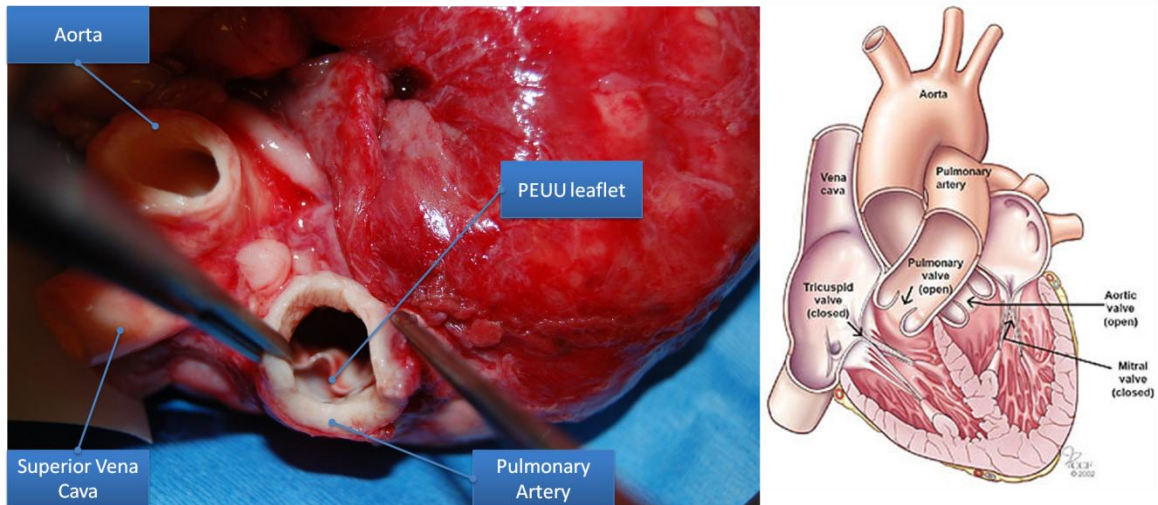 Aorta
PEUU leaflet
Superior Vena
Cava
Pulmonary
Artery
Aorta
Vena
cava
Pulmonary
artery
Pulmonary
valve
(open)
Tricuspid
valve
(closed)
Aortic
valve
(open)
Mitral
valve
(closed)
© 2002